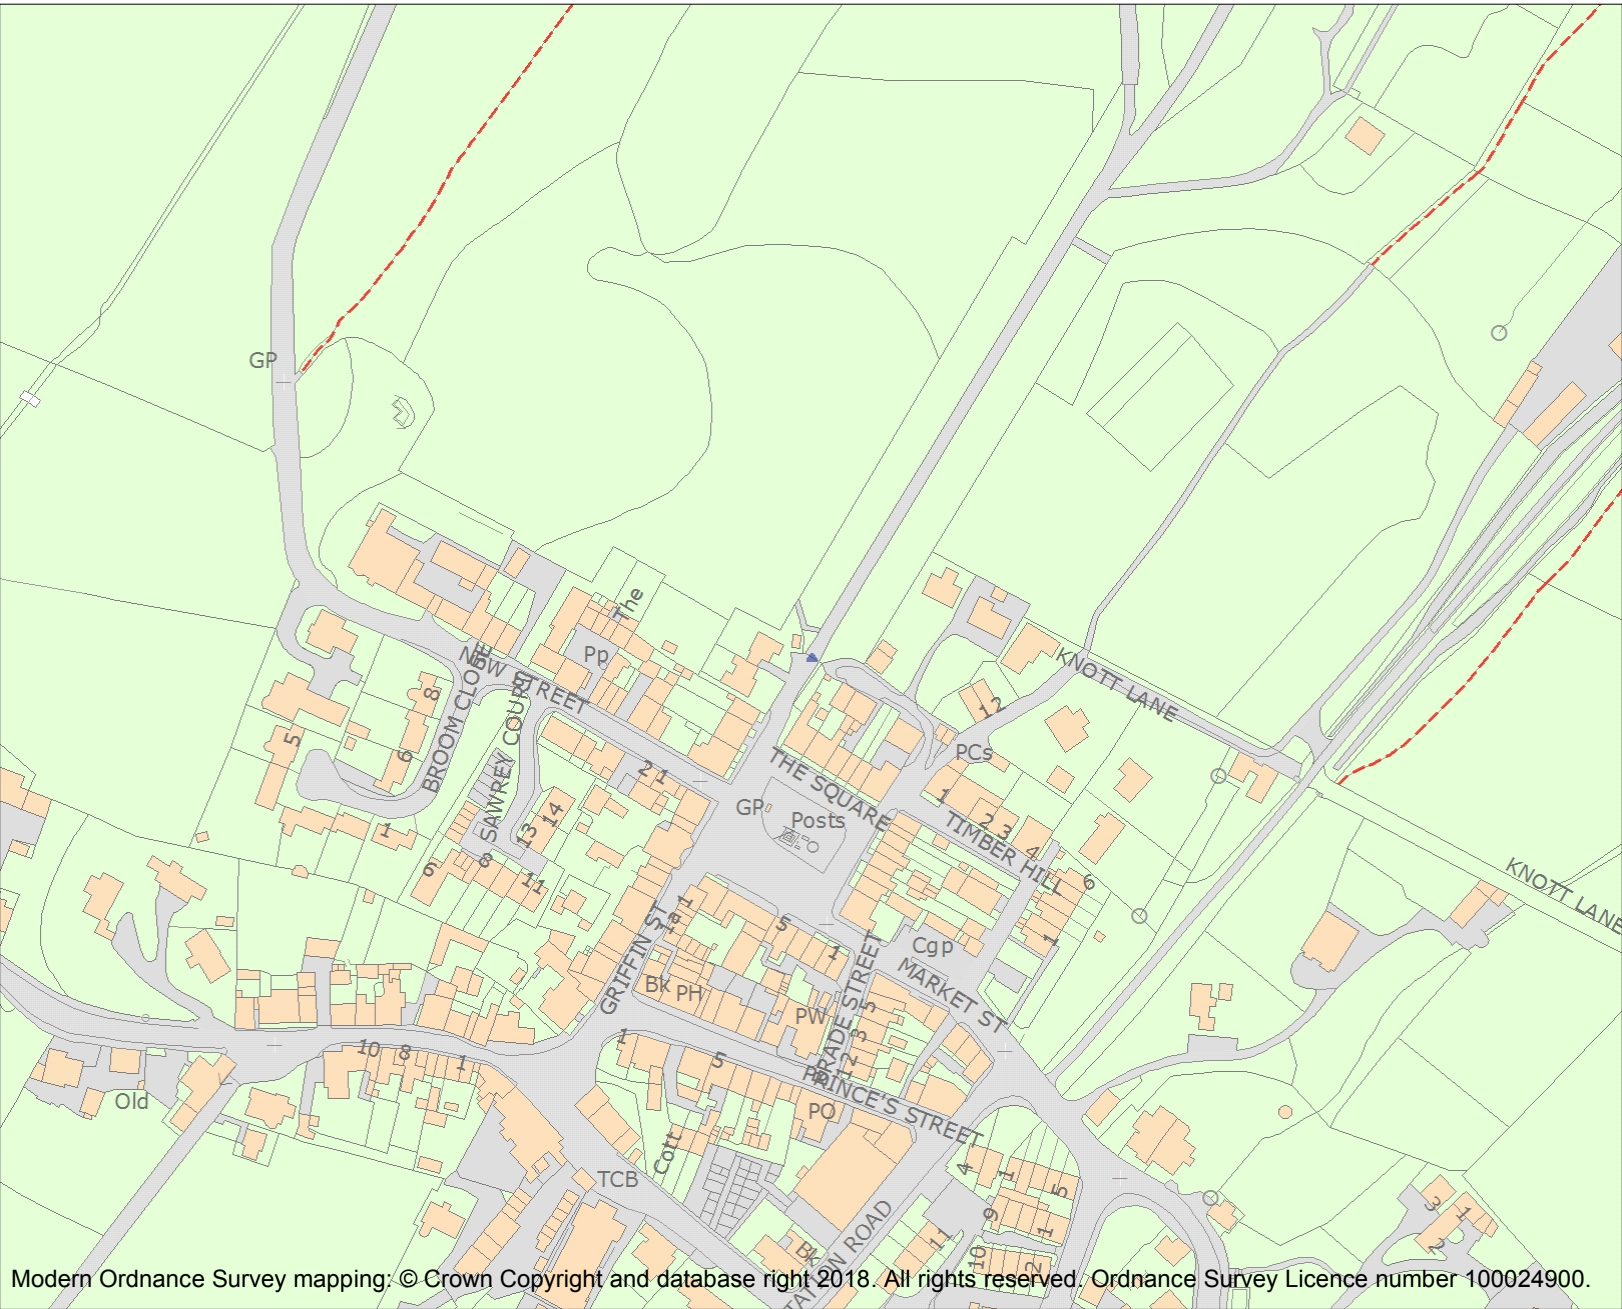 GP
The
Pp
NEW STREET
BROOM CLOSE
SAWREY COURT
8
6
5
1
2 1
14
13
6
8
11
KNOTT LANE
1 2
PCs
THE SQUARE
GP
Posts
1
2 3
4
TIMBER HILL
6
1
KNOTT LANE
GRIFFIN ST
1a 1
5
1
Cgp
MARKET ST
Bk
PH
PW
PRADE STREET
5
3
1 2
1
5
PRINCE'S STREET
PO
10
8
1
Old
TCB
Cott
Bk
STATION ROAD
4
1
5
9
1
11
10
12
3
1
2
Modern Ordnance Survey mapping: © Crown Copyright and database right 2018. All rights reserved. Ordnance Survey Licence number 100024900.